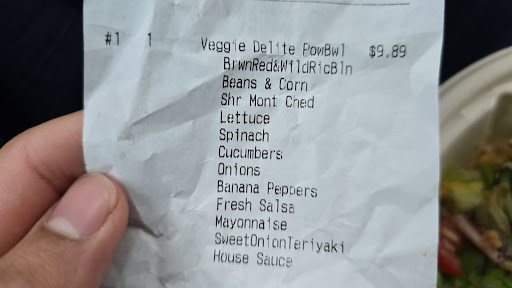 #1 1 Veggie Delite PowBwl $9.89
BrwnRed&WildRicBln
Beans & Corn
Shr Mont Ched
Lettuce
Spinach
Cucumbers
Onions
Banana Peppers
Fresh Salsa
Mayonnaise
SweetOnionTeriyaki
House Sauce